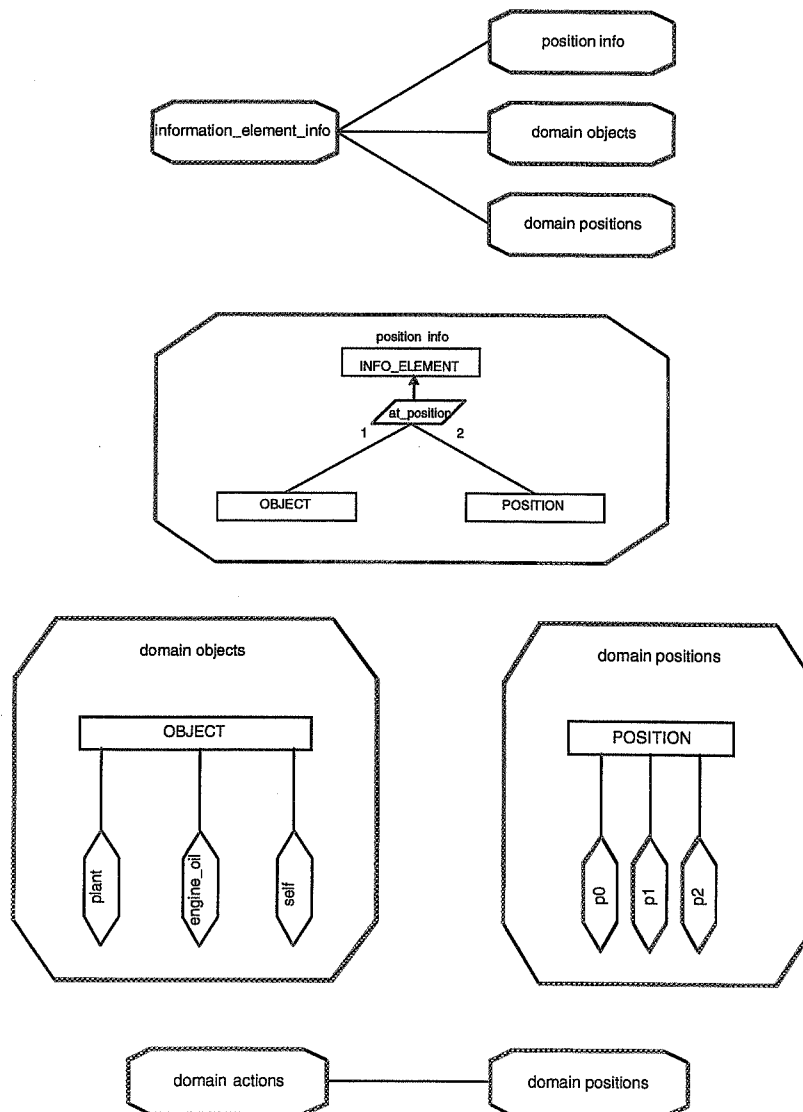 position info
information_element_info
domain objects
domain positions
position info
INFO_ELEMENT
at_position
1
2
OBJECT
POSITION
domain objects
domain positions
OBJECT
POSITION
plant
engine_oil
self
p0
p1
p2
domain actions
domain positions